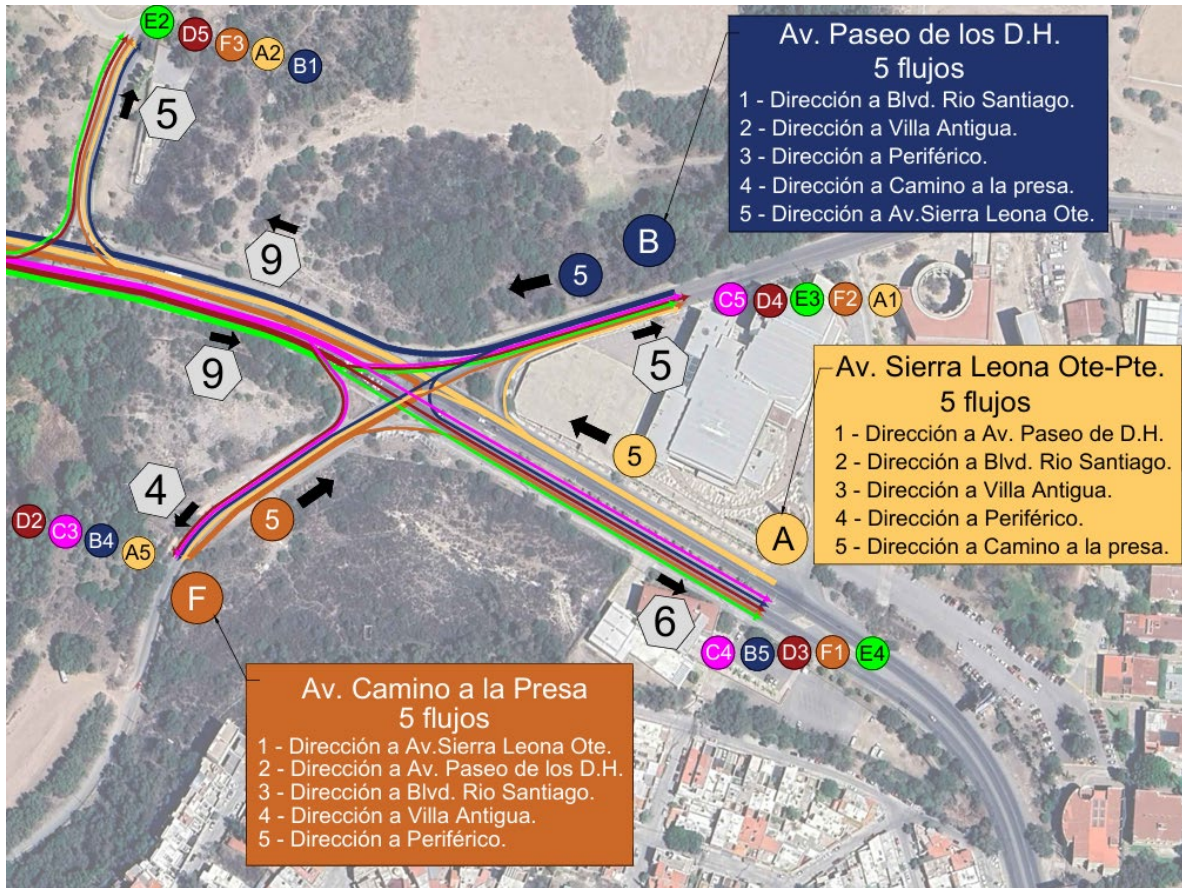 E2 D5 F3 A2 B1
5
Av. Paseo de los D.H.
5 flujos
1 - Dirección a Blvd. Rio Santiago.
2 - Dirección a Villa Antigua.
3 - Dirección a Periférico.
4 - Dirección a Camino a la presa.
5 - Dirección a Av.Sierra Leona Ote.
9
B
5
C5 D4 E3 F2 A1
9
5
Av. Sierra Leona Ote-Pte.
5 flujos
1 - Dirección a Av. Paseo de D.H.
2 - Dirección a Blvd. Rio Santiago.
3 - Dirección a Villa Antigua.
4 - Dirección a Periférico.
5 - Dirección a Camino a la presa.
5
4
5
D2 C3 B4 A5
A
F
6
C4 B5 D3 F1 E4
Av. Camino a la Presa
5 flujos
1 - Dirección a Av.Sierra Leona Ote.
2 - Dirección a Av. Paseo de los D.H.
3 - Dirección a Blvd. Rio Santiago.
4 - Dirección a Villa Antigua.
5 - Dirección a Periférico.